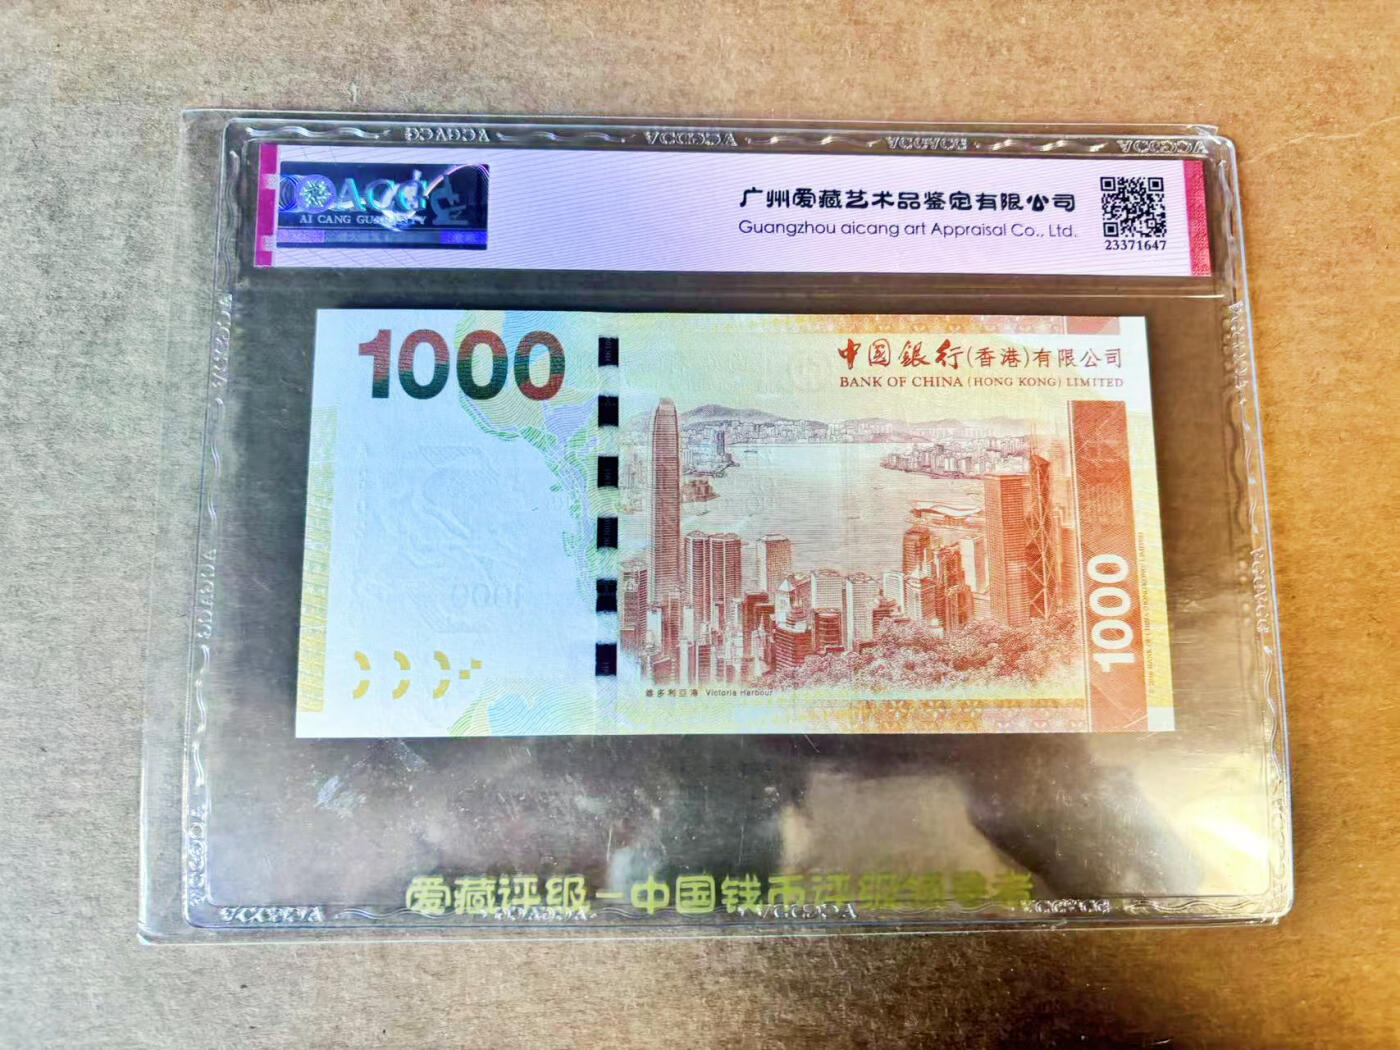 ACCG
AI CANG GUARANTY
广州爱藏艺术品鉴定有限公司
Guangzhou aicang art Appraisal Co., Ltd.
23371647
1000
中國銀行(香港)有限公司
BANK OF CHINA (HONG KONG) LIMITED
1000
維多利亞港 Victoria Harbour
爱藏评级-中国钱币评级